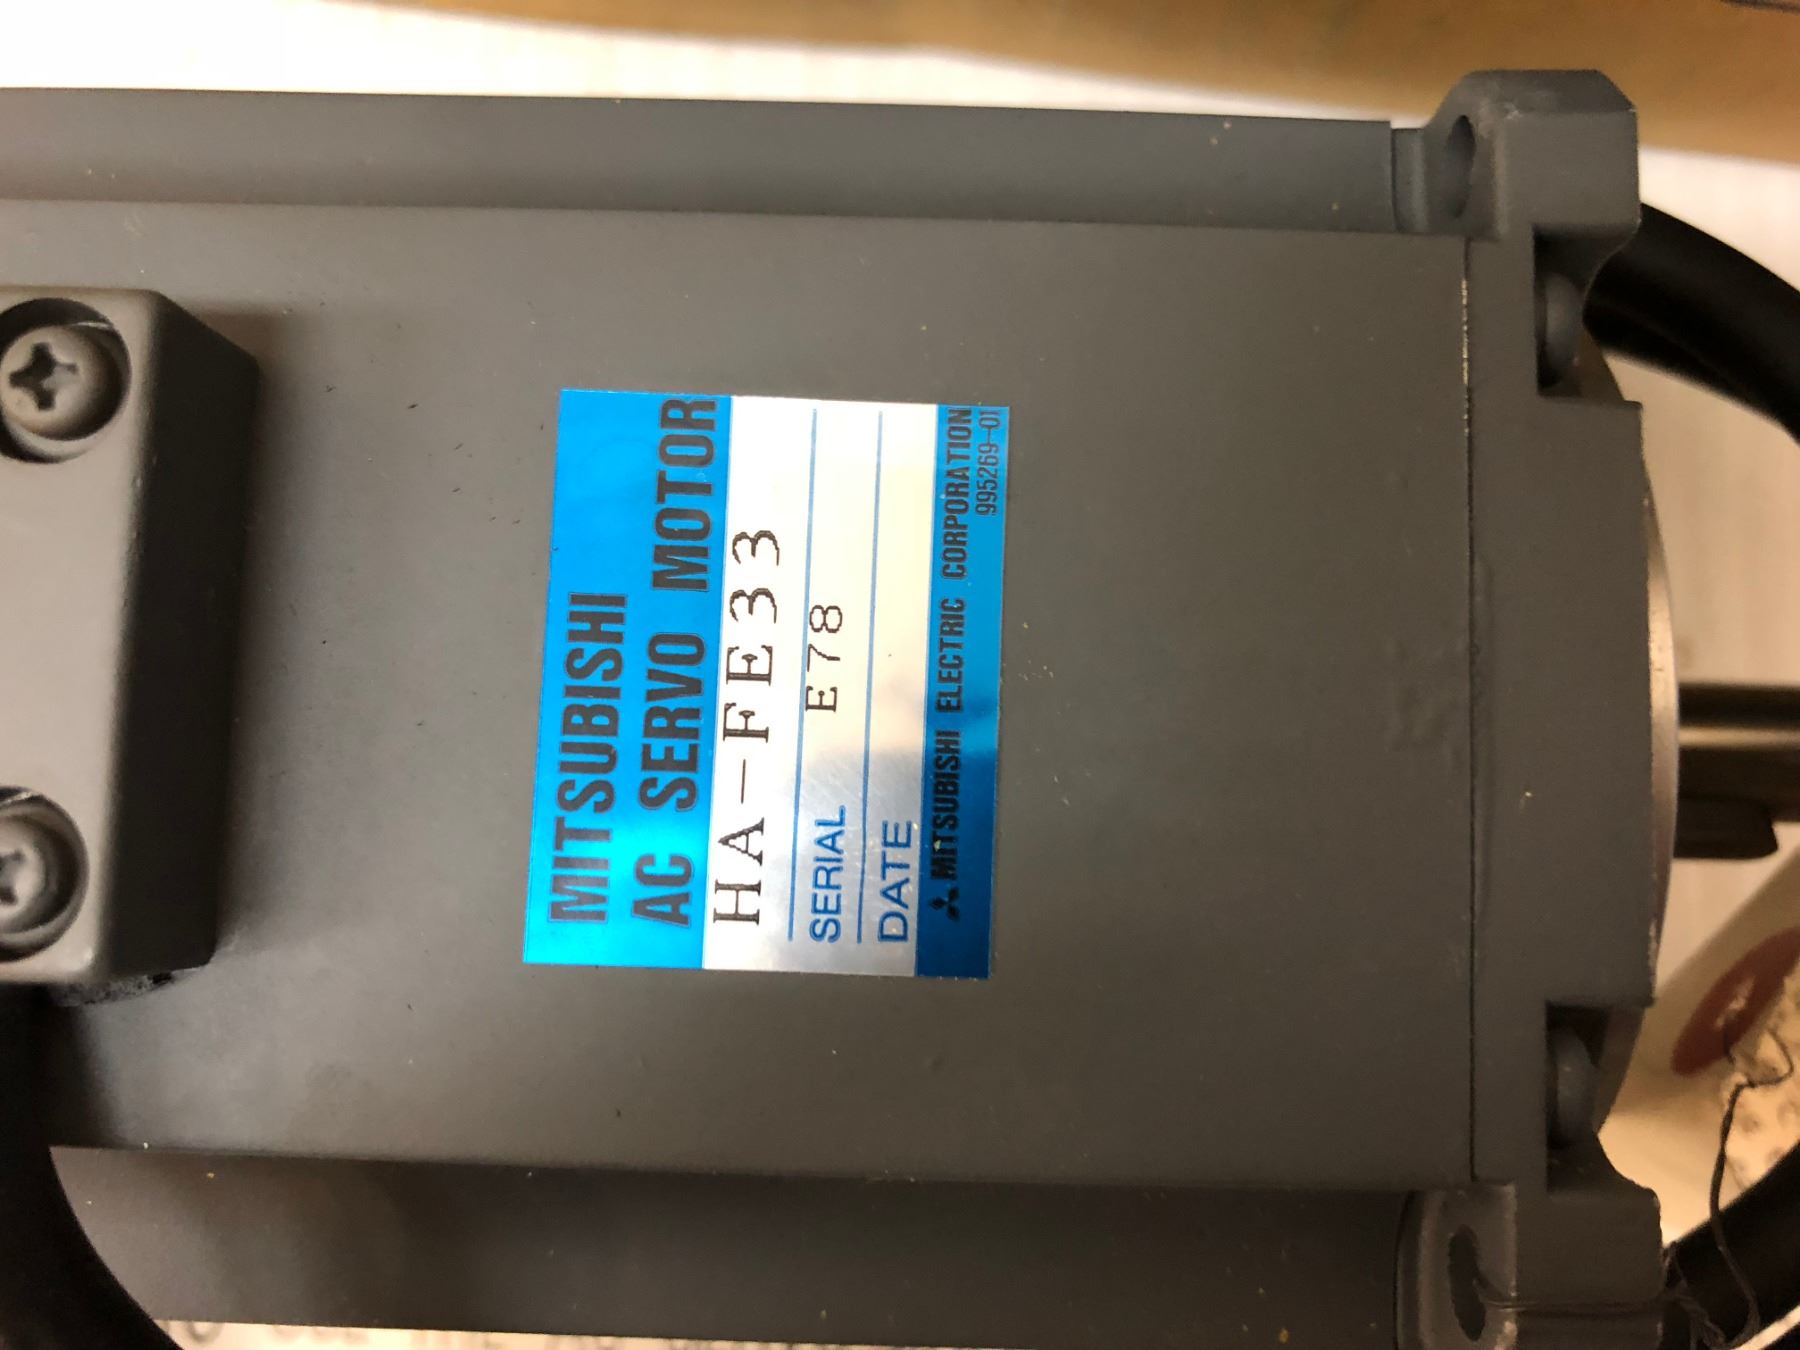 MITSUBISHI
AC SERVO MOTOR
HA-FE33
SERIAL E78
DATE
MITSUBISHI ELECTRIC CORPORATION
995269-01